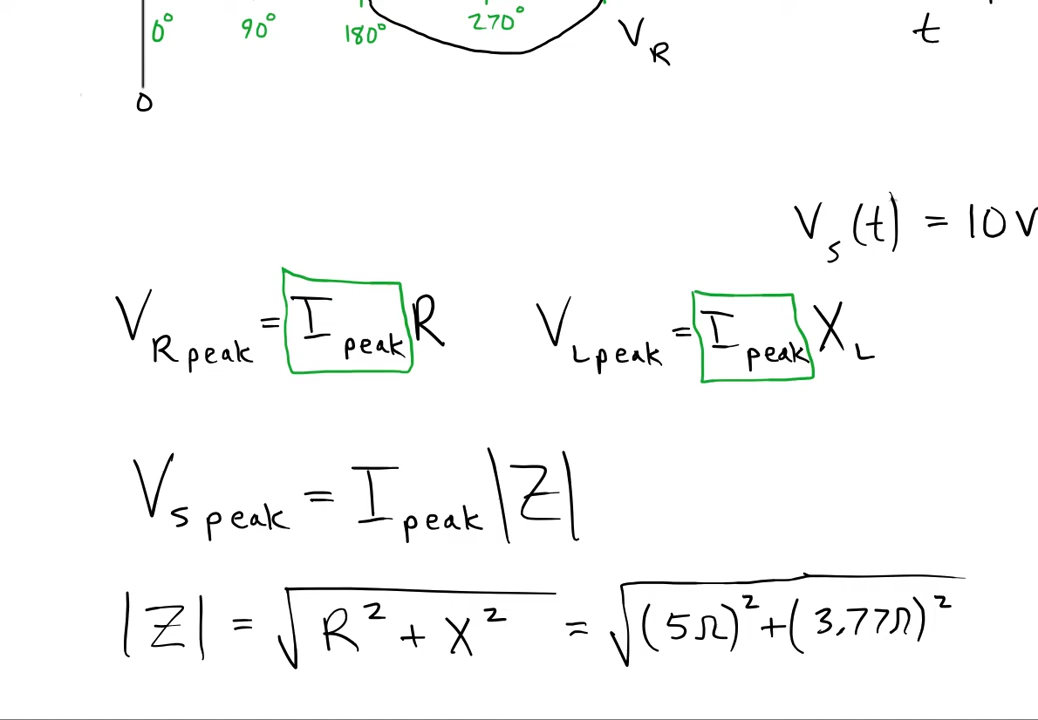 0° 90° 180° 270° V_R t
0
V_s(t) = 10V
V_R peak = I_peak R V_L peak = I_peak X_L
V_s peak = I_peak |Z|
|Z| = √(R² + X²) = √((5Ω)² + (3.77Ω)²)